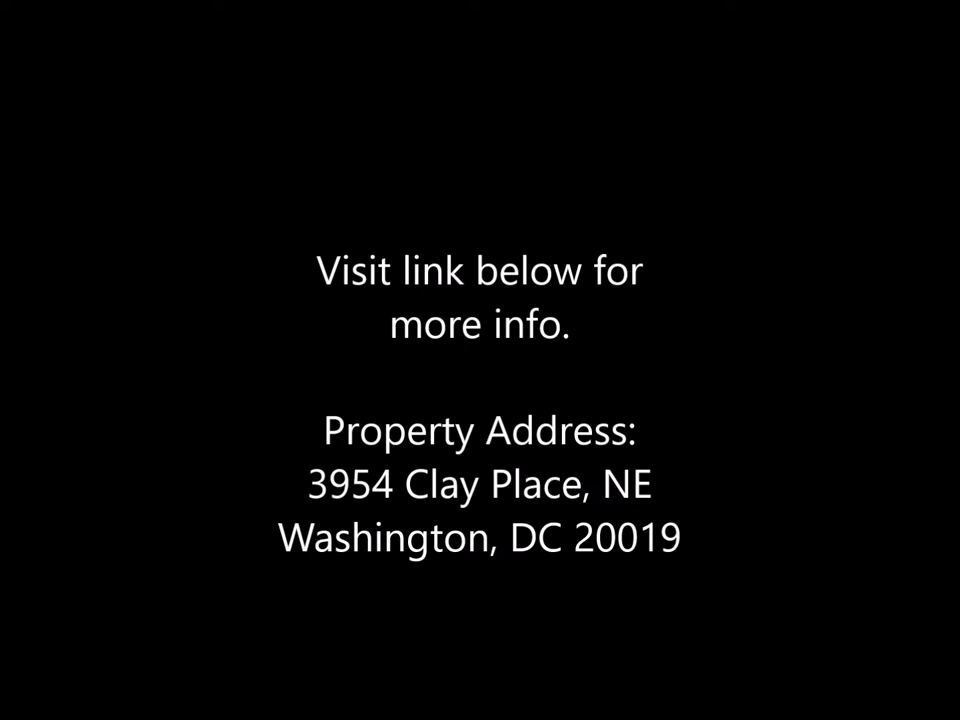 Visit link below for
more info.
Property Address:
3954 Clay Place, NE
Washington, DC 20019